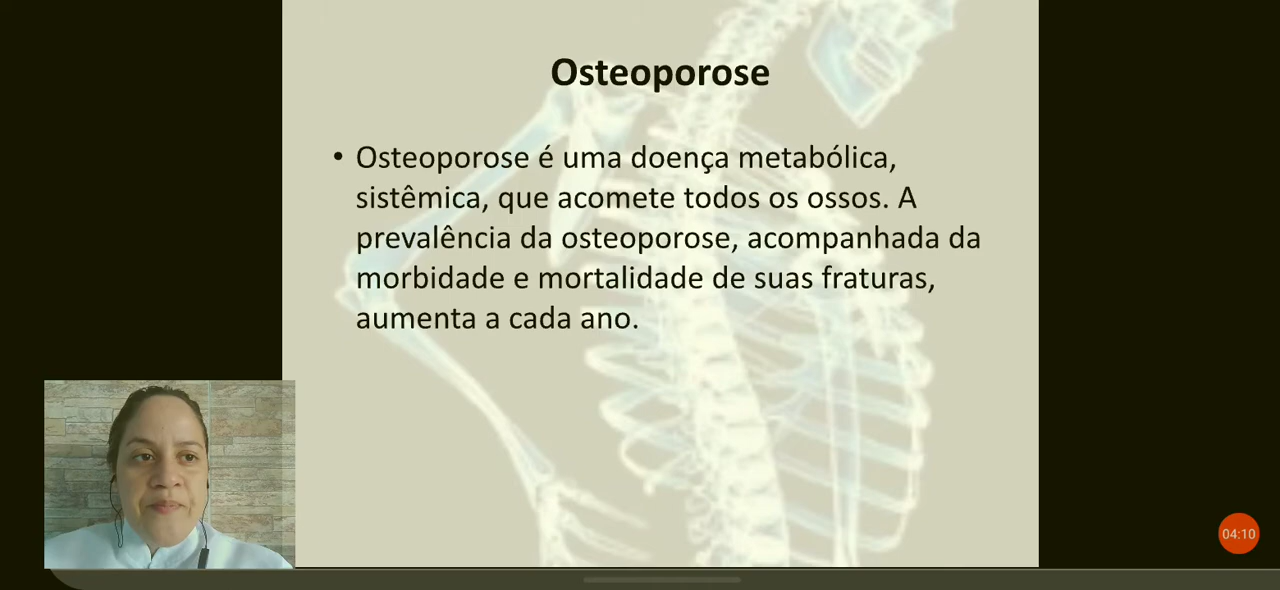 Osteoporose
• Osteoporose é uma doença metabólica,
sistêmica, que acomete todos os ossos. A
prevalência da osteoporose, acompanhada da
morbidade e mortalidade de suas fraturas,
aumenta a cada ano.
04:10